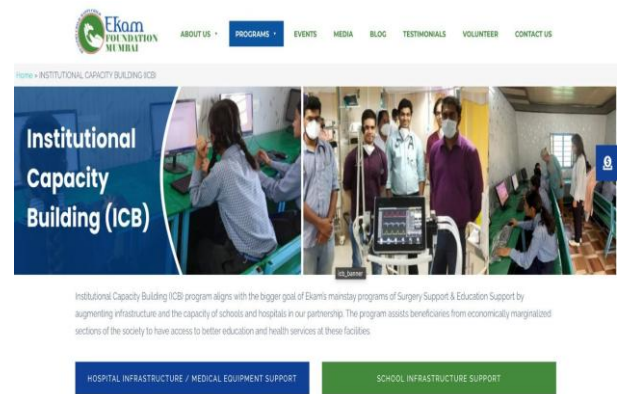 Ekam
FOUNDATION
MUMBAI
ABOUT US
PROGRAMS
EVENTS
MEDIA
BLOG
TESTIMONIALS
VOLUNTEER
CONTACT US
Home » INSTITUTIONAL CAPACITY BUILDING (ICB)
Institutional
Capacity
Building (ICB)
icb_banner
Institutional Capacity Building (ICB) program aligns with the bigger goal of Ekam's mainstay programs of Surgery Support & Education Support by
augmenting infrastructure and the capacity of schools and hospitals in our partnership. The program assists beneficiaries from economically marginalized
sections of the society to have access to better education and health services at these facilities.
HOSPITAL INFRASTRUCTURE / MEDICAL EQUIPMENT SUPPORT
SCHOOL INFRASTRUCTURE SUPPORT